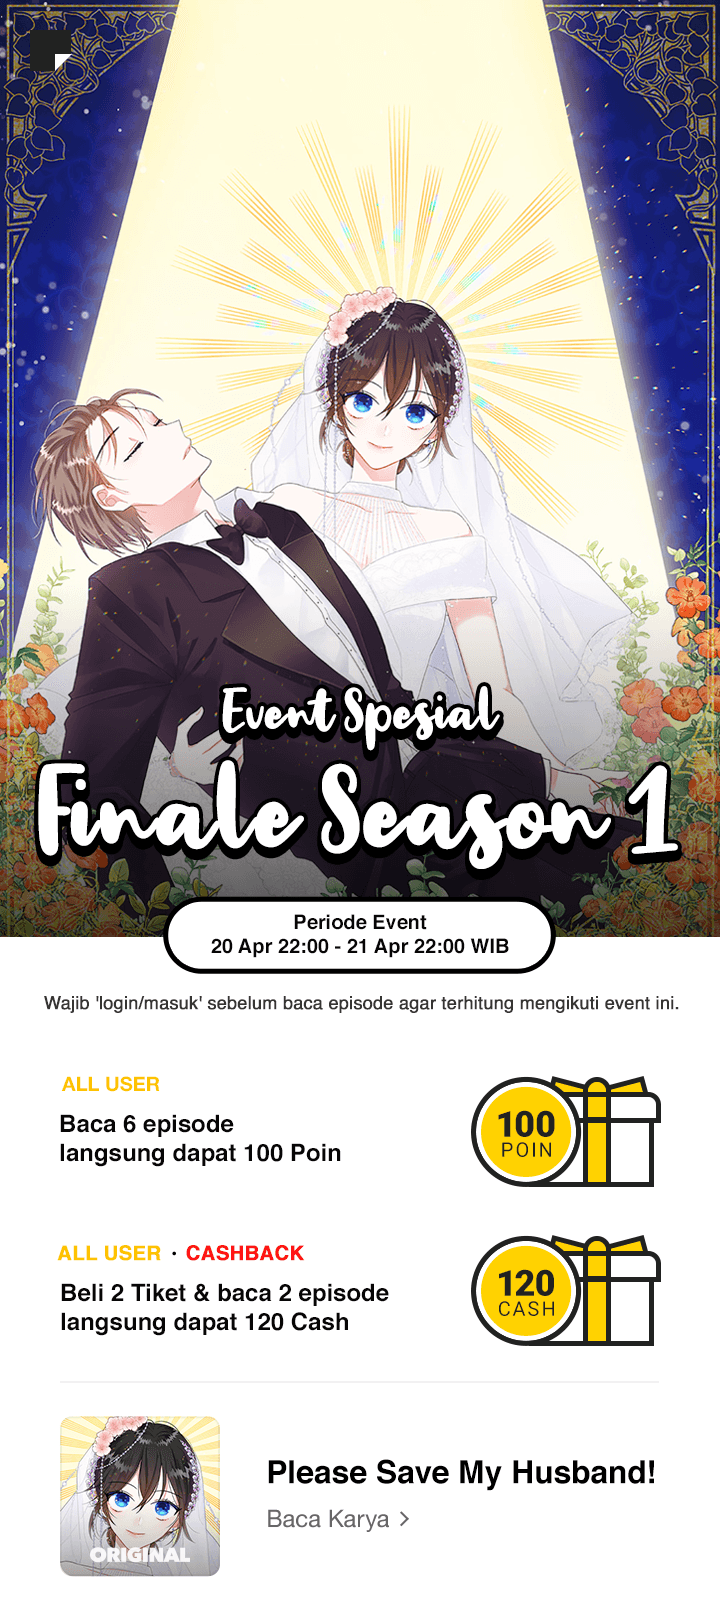 Event Spesial
Finale Season 1
Periode Event
20 Apr 22:00 - 21 Apr 22:00 WIB
Wajib 'login/masuk' sebelum baca episode agar terhitung mengikuti event ini.
ALL USER
Baca 6 episode
langsung dapat 100 Poin
100
POIN
ALL USER · CASHBACK
Beli 2 Tiket & baca 2 episode
langsung dapat 120 Cash
120
CASH
ORIGINAL
Please Save My Husband!
Baca Karya >